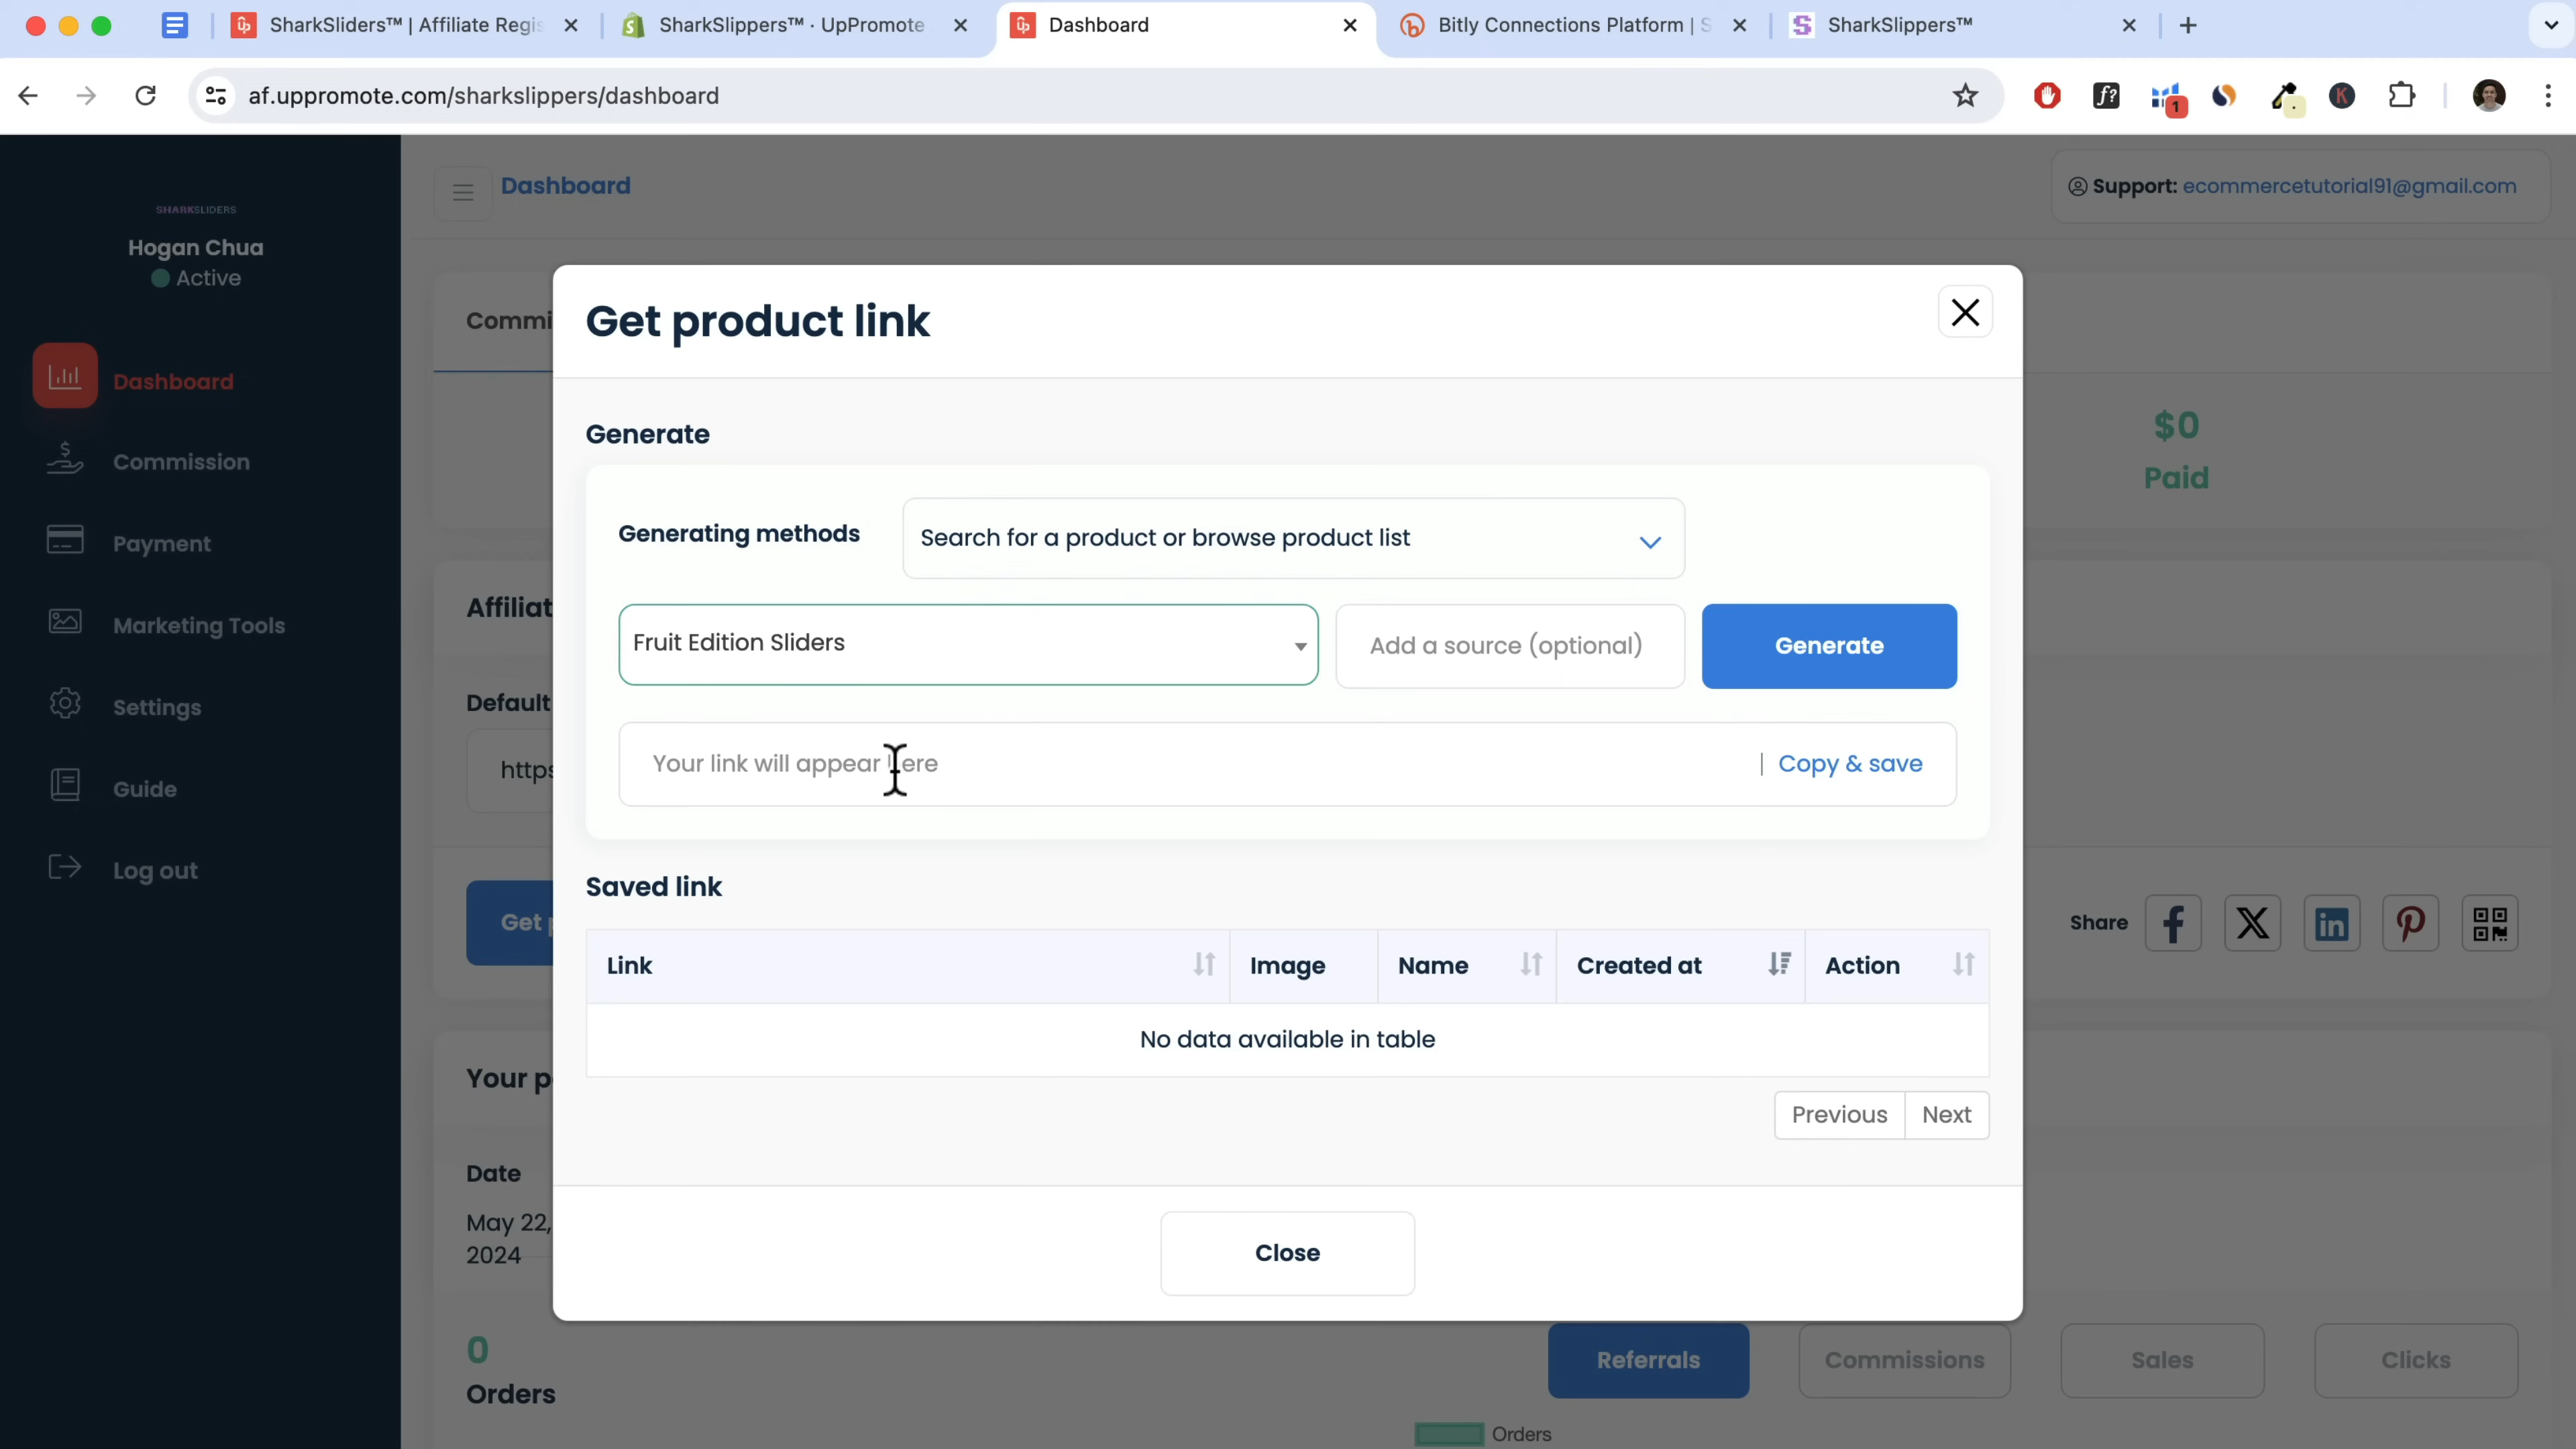 SharkSliders™ | Affiliate Regis
SharkSlippers™ · UpPromote
Dashboard
Bitly Connections Platform | S
SharkSlippers™
af.uppromote.com/sharkslippers/dashboard
f?
1
K
SHARKSLIDERS
Hogan Chua
Active
Dashboard
Commission
Payment
Marketing Tools
Settings
Guide
Log out
Dashboard
Support: ecommercetutorial91@gmail.com
Commi
$0
Paid
Affiliat
Default
https
Get p
Share
Your pe
Date
May 22,
2024
0
Orders
Referrals
Commissions
Sales
Clicks
Orders
Get product link
Generate
Generating methods
Search for a product or browse product list
Fruit Edition Sliders
Add a source (optional)
Generate
Your link will appear here
| Copy & save
Saved link
Link
Image
Name
Created at
Action
No data available in table
Previous
Next
Close